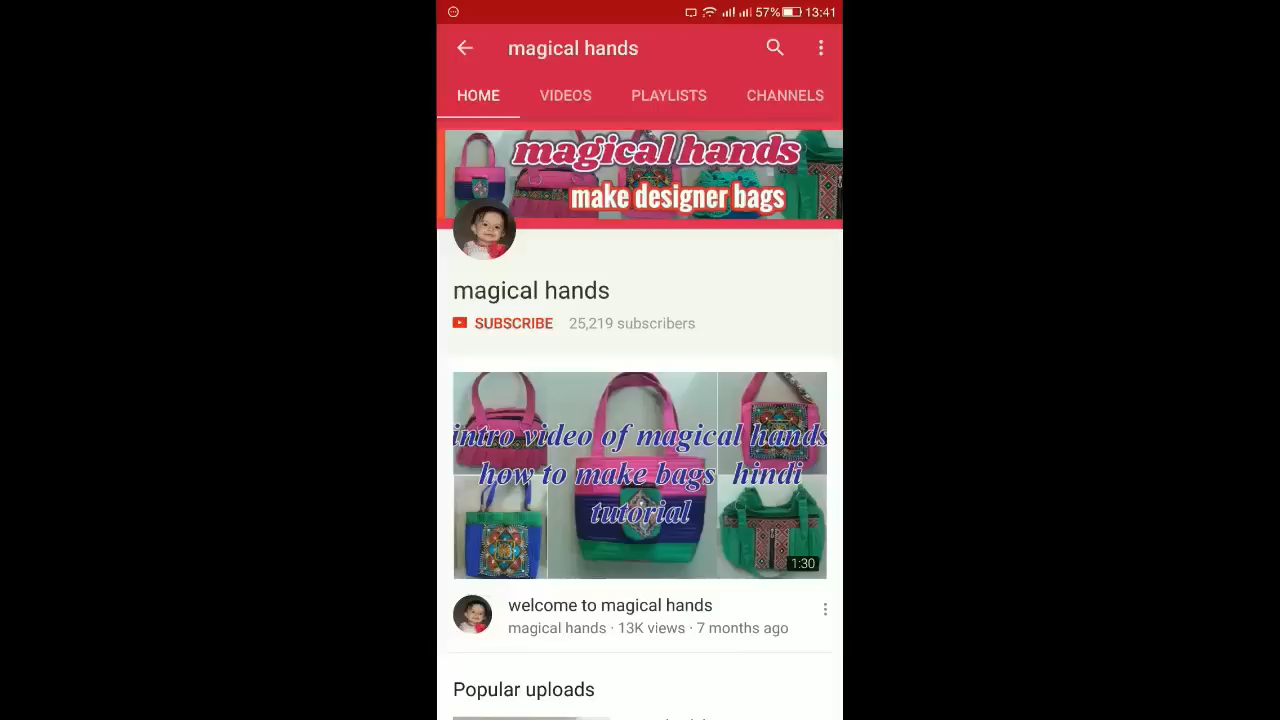 57% 13:41
magical hands
HOME VIDEOS PLAYLISTS CHANNELS
magical hands
make designer bags
magical hands
SUBSCRIBE 25,219 subscribers
intro video of magical hands
how to make bags hindi
tutorial
1:30
welcome to magical hands
magical hands · 13K views · 7 months ago
Popular uploads